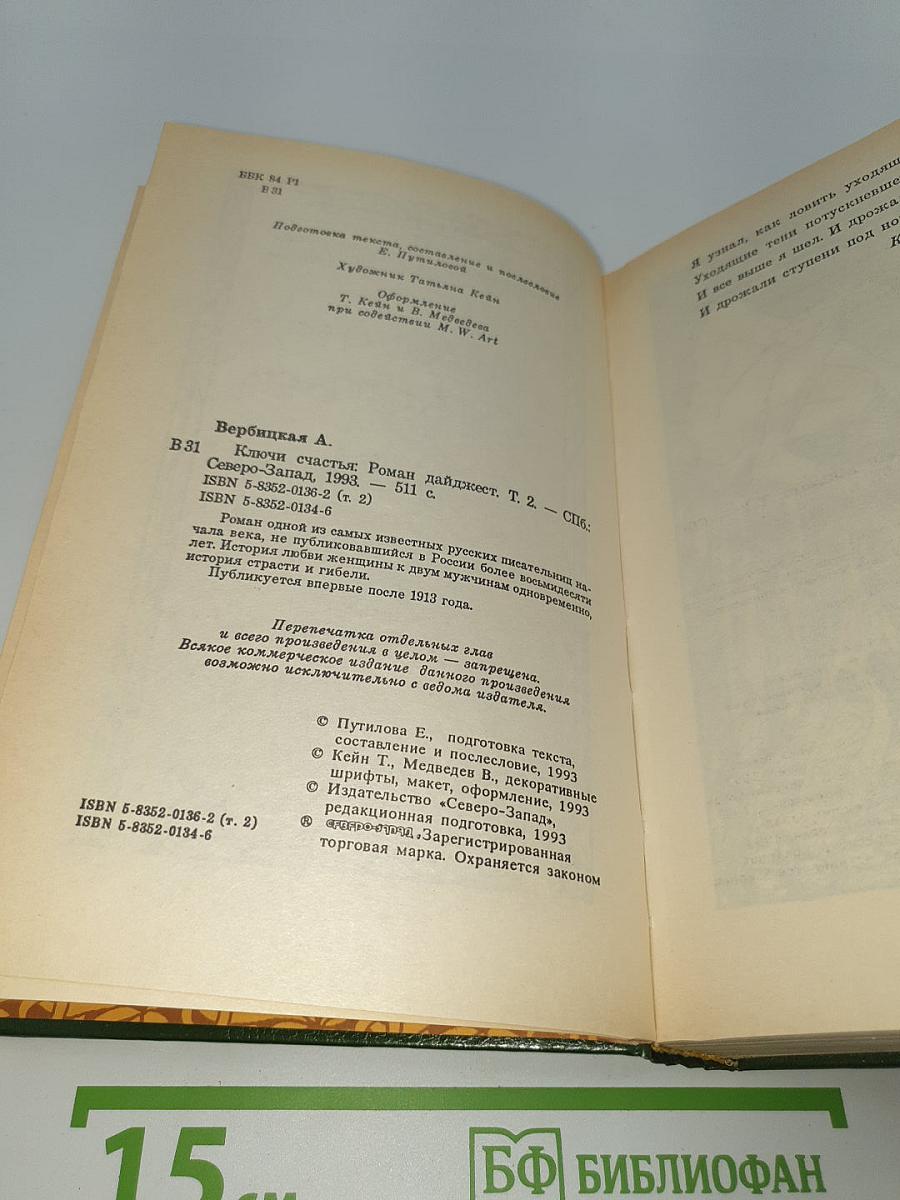 ББК 84 Р1
В 31
Подготовка текста, составление и послесловие
Е. Путиловой
Художник Татьяна Кейн
Оформление
Т. Кейн и В. Медведева
при содействии M. W. Art
Вербицкая А.
В 31 Ключи счастья: Роман дайджест. Т. 2. — СПб.:
Северо-Запад, 1993. — 511 с.
ISBN 5-8352-0136-2 (т. 2)
ISBN 5-8352-0134-6
Роман одной из самых известных русских писательниц на-
чала века, не публиковавшийся в России более восьмидесяти
лет. История любви женщины к двум мужчинам одновременно,
история страсти и гибели.
Публикуется впервые после 1913 года.
Перепечатка отдельных глав
и всего произведения в целом — запрещена.
Всякое коммерческое издание данного произведения
возможно исключительно с ведома издателя.
© Путилова Е., подготовка текста,
составление и послесловие, 1993
© Кейн Т., Медведев В., декоративные
шрифты, макет, оформление, 1993
© Издательство «Северо-Запад»,
редакционная подготовка, 1993
® СЕВЕРО-ЗАПАД .Зарегистрированная
торговая марка. Охраняется законом
ISBN 5-8352-0136-2 (т. 2)
ISBN 5-8352-0134-6
Я узнал, как ловить уходящ
Уходящие тени потускневше
И все выше я шел. И дрожа
И дрожали ступени под но
К
15 см
БФ БИБЛИОФАН